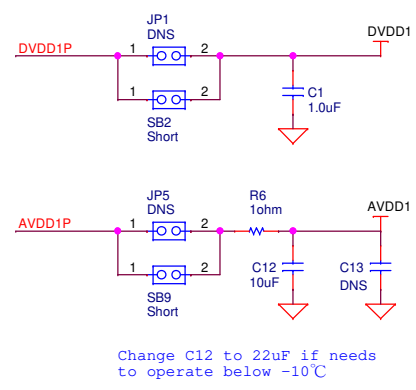 JP1
DNS
DVDD1P
DVDD1
1
2
1
2
SB2
Short
C1
1.0uF
JP5
DNS
R6
1ohm
AVDD1P
AVDD1
1
2
1
2
SB9
Short
C12
10uF
C13
DNS
Change C12 to 22uF if needs
to operate below -10℃